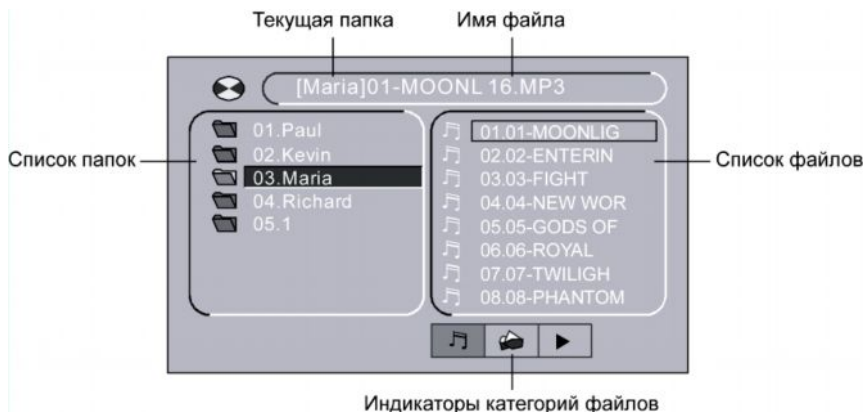 Текущая папка
Имя файла
[Maria]01-MOONL 16.MP3
Список папок
01.Paul
02.Kevin
03.Maria
04.Richard
05.1
01.01-MOONLIG
02.02-ENTERIN
03.03-FIGHT
04.04-NEW WOR
05.05-GODS OF
06.06-ROYAL
07.07-TWILIGH
08.08-PHANTOM
Список файлов
Индикаторы категорий файлов